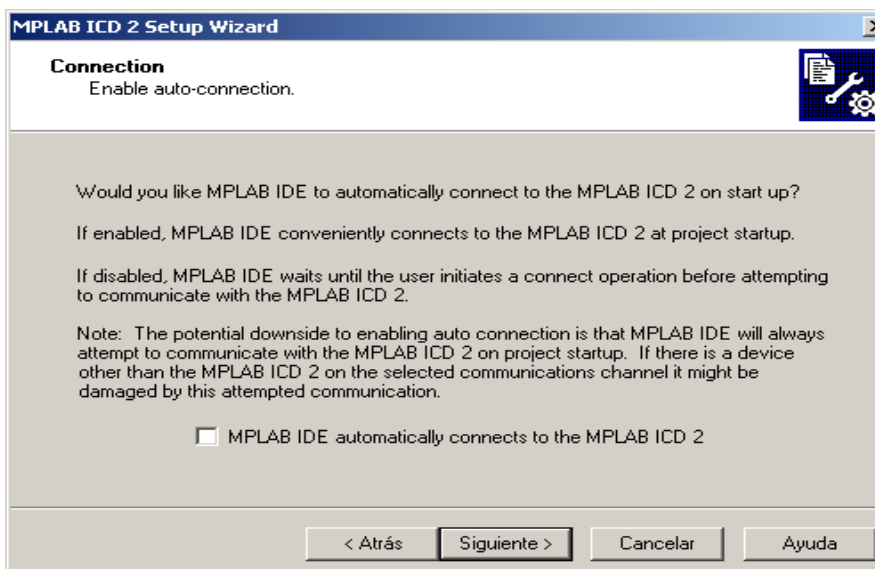 MPLAB ICD 2 Setup Wizard
Connection
Enable auto-connection.
Would you like MPLAB IDE to automatically connect to the MPLAB ICD 2 on start up?
If enabled, MPLAB IDE conveniently connects to the MPLAB ICD 2 at project startup.
If disabled, MPLAB IDE waits until the user initiates a connect operation before attempting
to communicate with the MPLAB ICD 2.
Note:  The potential downside to enabling auto connection is that MPLAB IDE will always
attempt to communicate with the MPLAB ICD 2 on project startup.  If there is a device
other than the MPLAB ICD 2 on the selected communications channel it might be
damaged by this attempted communication.
MPLAB IDE automatically connects to the MPLAB ICD 2
< Atrás Siguiente > Cancelar Ayuda